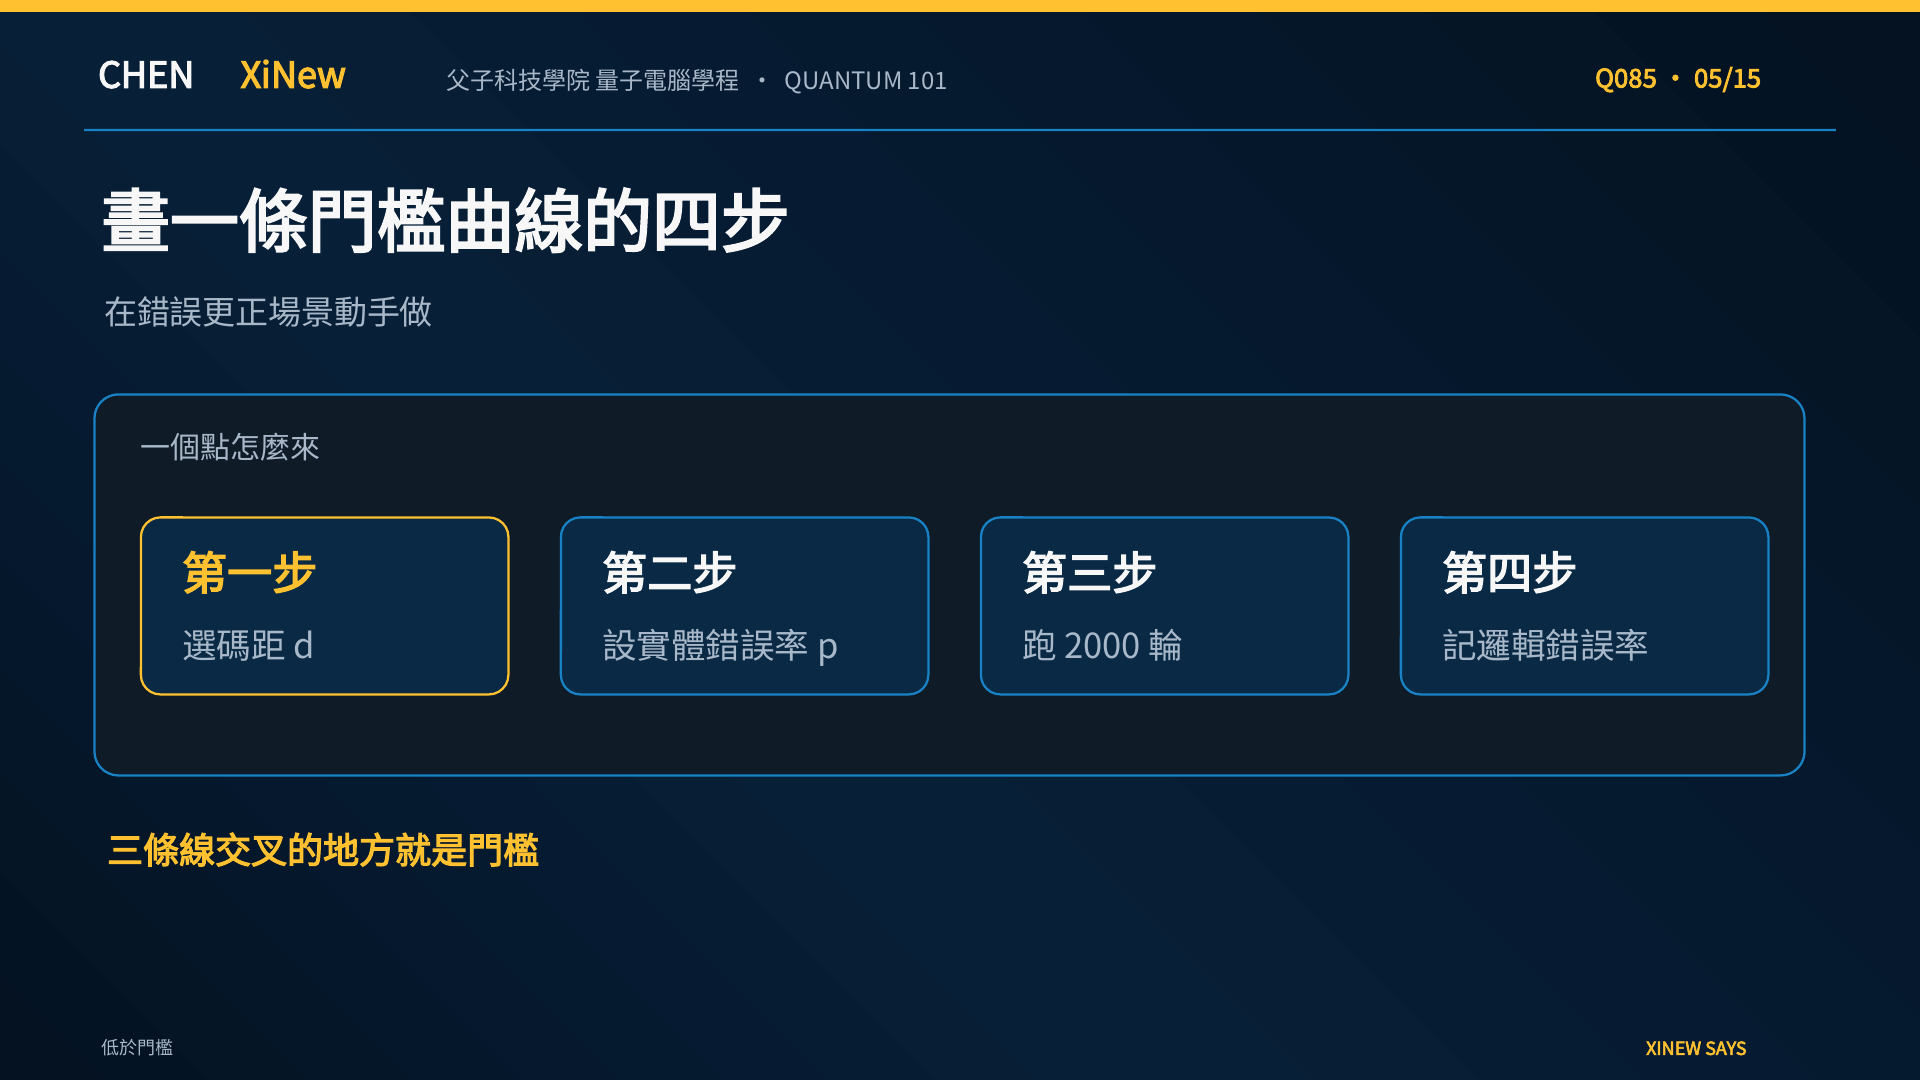 CHEN XiNew 父子科技學院 量子電腦學程 • QUANTUM 101 Q085 • 05/15
畫一條門檻曲線的四步
在錯誤更正場景動手做
一個點怎麼來
第一步
選碼距 d
第二步
設實體錯誤率 p
第三步
跑 2000 輪
第四步
記邏輯錯誤率
三條線交叉的地方就是門檻
低於門檻
XINEW SAYS